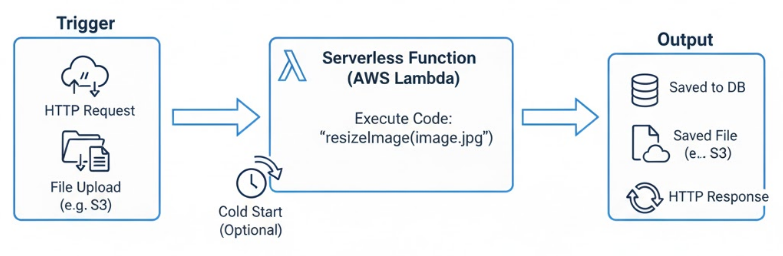 Trigger
HTTP Request
File Upload
(e.g. S3)
Serverless Function
(AWS Lambda)
Execute Code:
“resizeImage(image.jpg”)
Cold Start
(Optional)
Output
Saved to DB
Saved File
(e.. S3)
HTTP Response